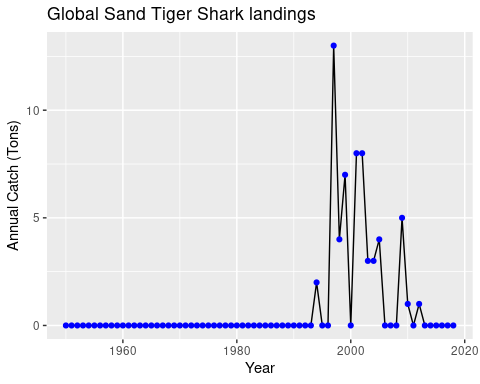 Global Sand Tiger Shark landings
Annual Catch (Tons)
10
5
0
1960 1980 2000 2020
Year